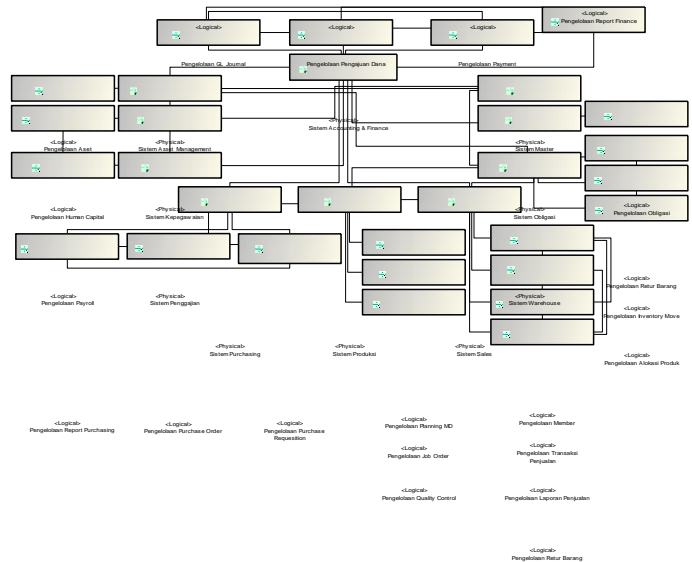 <Logical>
Pengelolaan Report Finance
<Logical>
<Logical>
<Logical>
Pengelolaan GL Journal
Pengelolaan Pengajuan Dana
Pengelolaan Payment
<Physical>
Sistem Accounting & Finance
<Logical>
Pengelolaan Aset
<Physical>
Sistem Asset Management
<Physical>
Sistem Master
<Logical>
Pengelolaan Human Capital
<Physical>
Sistem Kepegawaian
<Physical>
Sistem Obligasi
<Logical>
Pengelolaan Obligasi
<Logical>
Pengelolaan Retur Barang
<Logical>
Pengelolaan Payroll
<Physical>
Sistem Penggajian
<Physical>
Sistem Warehouse
<Logical>
Pengelolaan Inventory Move
<Physical>
Sistem Purchasing
<Physical>
Sistem Produksi
<Physical>
Sistem Sales
<Logical>
Pengelolaan Alokasi Produk
<Logical>
Pengelolaan Report Purchasing
<Logical>
Pengelolaan Purchase Order
<Logical>
Pengelolaan Purchase
Requesition
<Logical>
Pengelolaan Planning MD
<Logical>
Pengelolaan Member
<Logical>
Pengelolaan Job Order
<Logical>
Pengelolaan Transaksi
Penjualan
<Logical>
Pengelolaan Quality Control
<Logical>
Pengelolaan Laporan Penjualan
<Logical>
Pengelolaan Retur Barang